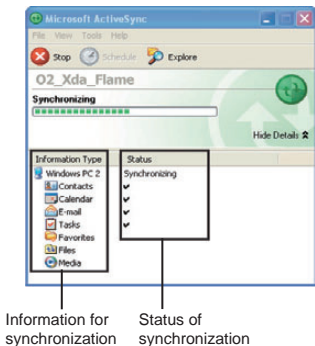 Microsoft ActiveSync
File View Tools Help
Stop Schedule Explore
O2_Xda_Flame
Synchronizing
Hide Details
Information Type Status
Windows PC 2 Synchronizing
Contacts
Calendar
E-mail
Tasks
Favorites
Files
Media
Information for synchronization
Status of synchronization